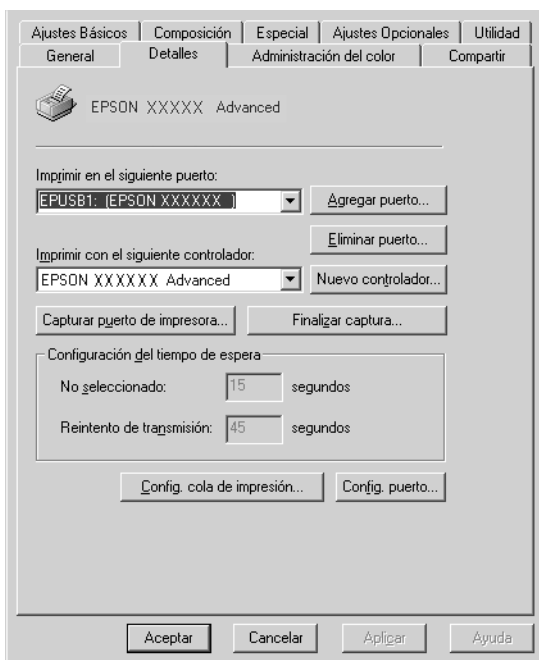 Ajustes Básicos Composición Especial Ajustes Opcionales Utilidad
General Detalles Administración del color Compartir
EPSON XXXXX Advanced
Imprimir en el siguiente puerto:
EPUSB1: (EPSON XXXXXX ) Agregar puerto...
Eliminar puerto...
Imprimir con el siguiente controlador:
EPSON XXXXXX Advanced Nuevo controlador...
Capturar puerto de impresora... Finalizar captura...
Configuración del tiempo de espera
No seleccionado: 15 segundos
Reintento de transmisión: 45 segundos
Config. cola de impresión... Config. puerto...
Aceptar Cancelar Aplicar Ayuda